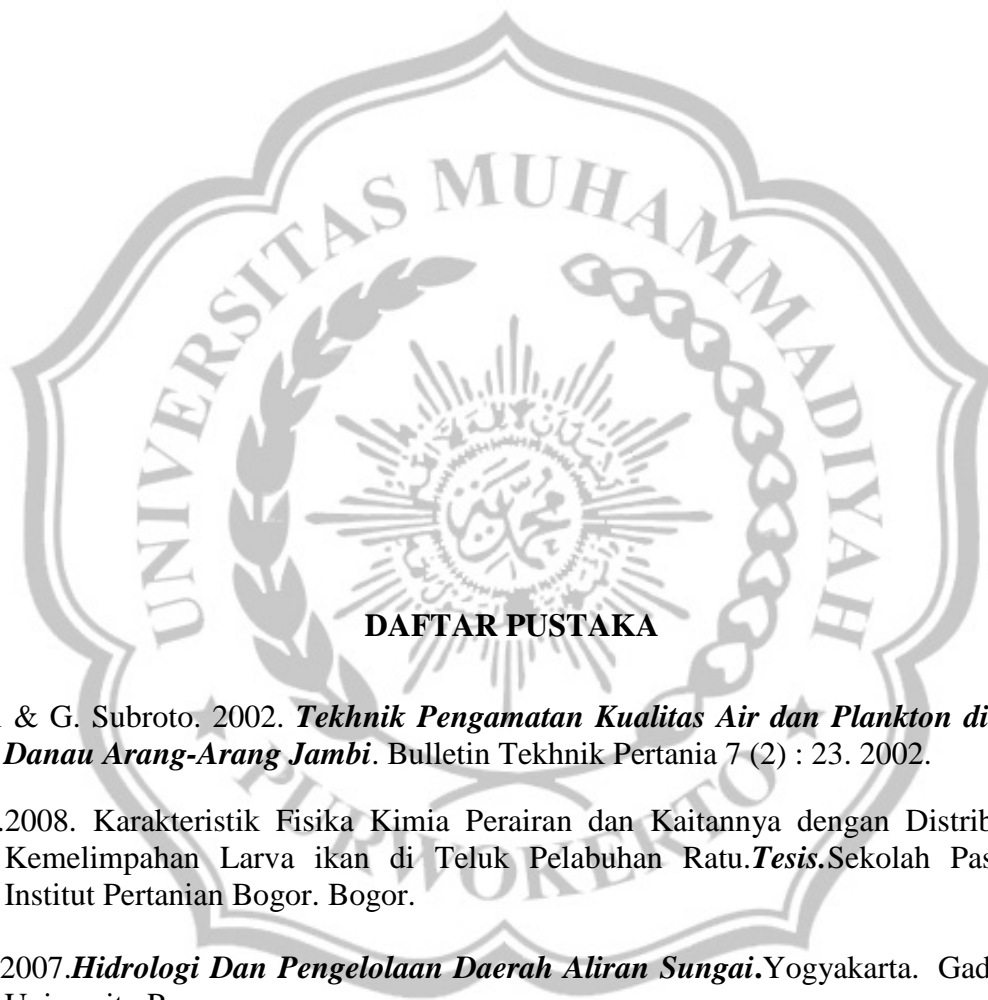 UNIVERSITAS MUHAMMADIYAH
PURWOKERTO
DAFTAR PUSTAKA
& G. Subroto. 2002. Tekhnik Pengamatan Kualitas Air dan Plankton di
Danau Arang-Arang Jambi. Bulletin Tekhnik Pertania 7 (2) : 23. 2002.
.2008. Karakteristik Fisika Kimia Perairan dan Kaitannya dengan Distrib
Kemelimpahan Larva ikan di Teluk Pelabuhan Ratu.Tesis.Sekolah Pas
Institut Pertanian Bogor. Bogor.
2007.Hidrologi Dan Pengelolaan Daerah Aliran Sungai.Yogyakarta. Gad